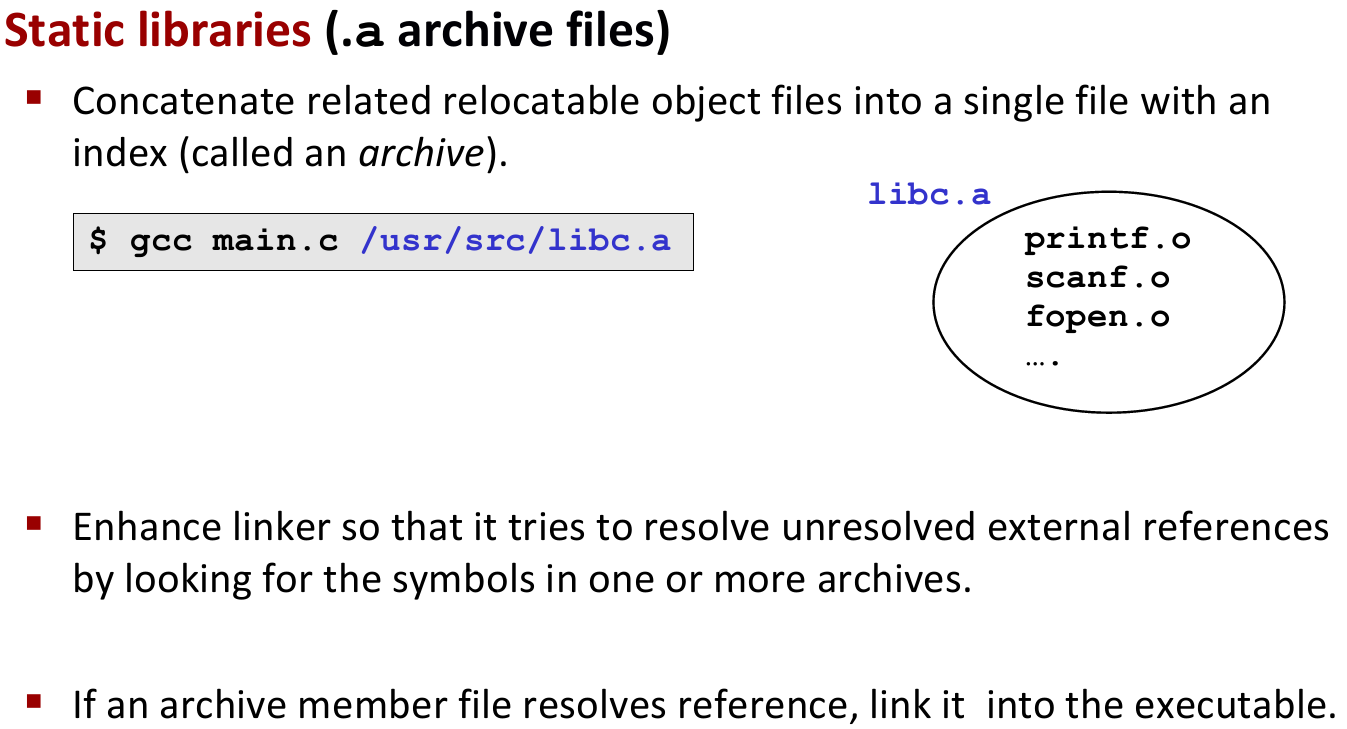 Static libraries (.a archive files)
▪ Concatenate related relocatable object files into a single file with an
index (called an archive).
$ gcc main.c /usr/src/libc.a
libc.a
printf.o
scanf.o
fopen.o
….
▪ Enhance linker so that it tries to resolve unresolved external references
by looking for the symbols in one or more archives.
▪ If an archive member file resolves reference, link it  into the executable.